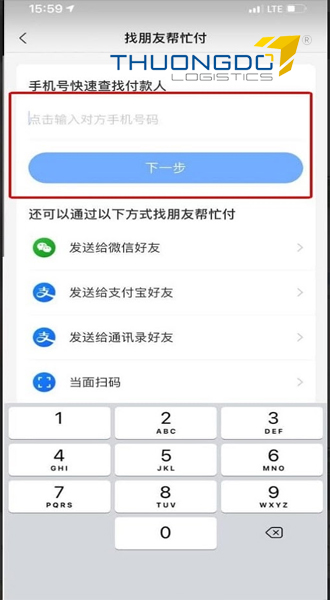 15:59
LTE
找朋友帮忙付
THUONGDO
LOGISTICS
®
手机号快速查找付款人
点击输入对方手机号码
下一步
还可以通过以下方式找朋友帮忙付
发送给微信好友
支 发送给支付宝好友
支 发送给通讯录好友
当面扫码
1 2 3
ABC DEF
4 5 6
GHI JKL MNO
7 8 9
PQRS TUV WXYZ
0